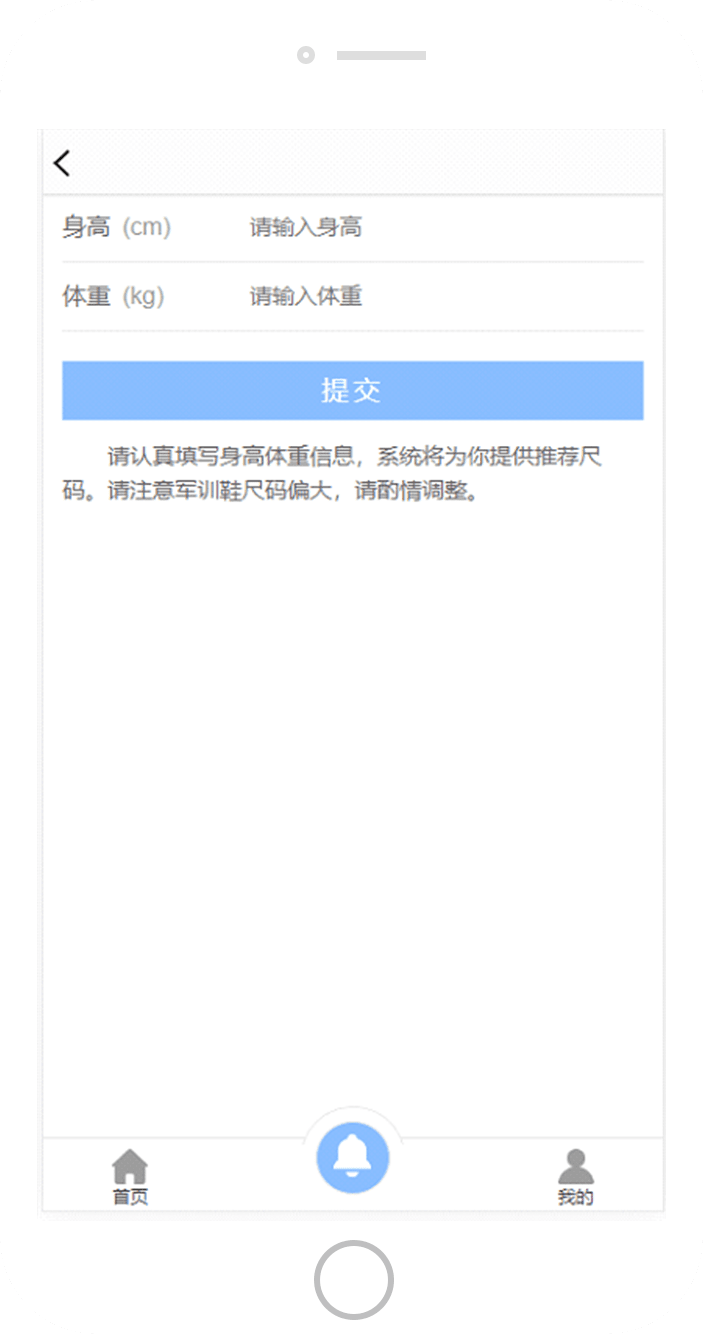 身高 (cm) 请输入身高
体重 (kg) 请输入体重
提交
请认真填写身高体重信息，系统将为你提供推荐尺
码。请注意军训鞋尺码偏大，请酌情调整。
首页 我的